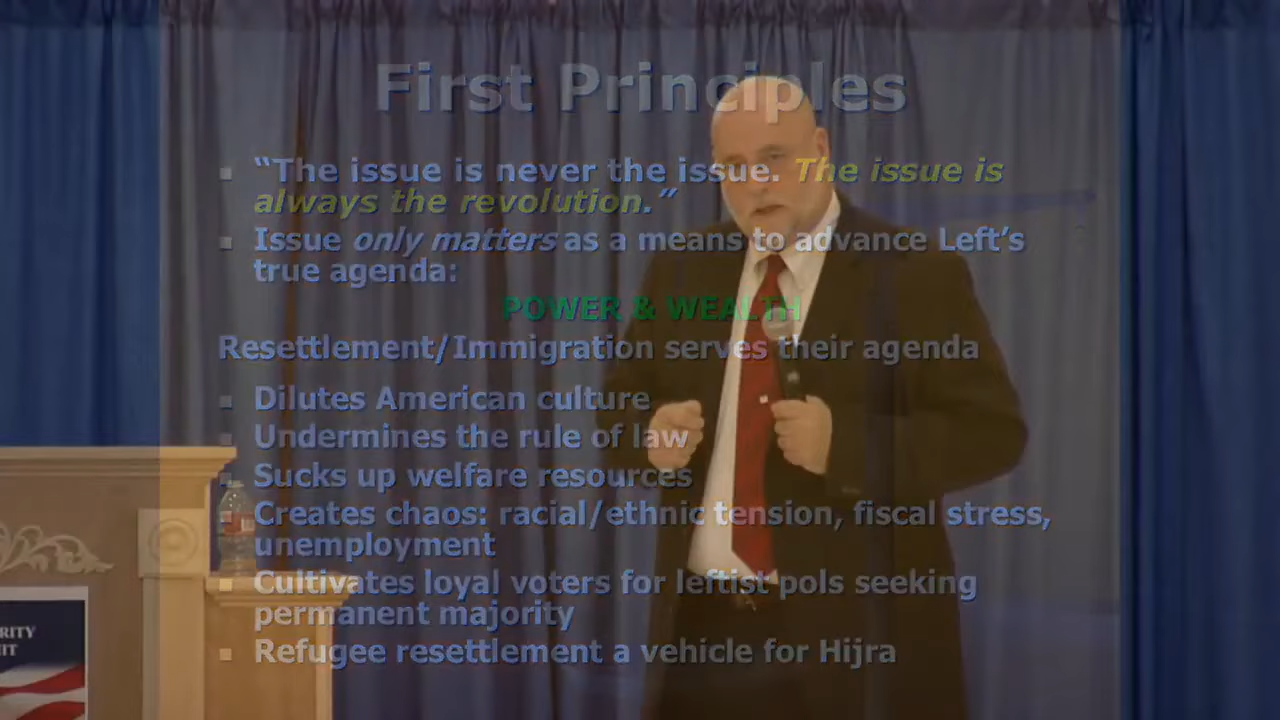 First Principles
"The issue is never the issue. The issue is
always the revolution."
Issue only matters as a means to advance Left's
true agenda:
POWER & WEALTH
Resettlement/Immigration serves their agenda
Dilutes American culture
Undermines the rule of law
Sucks up welfare resources
Creates chaos: racial/ethnic tension, fiscal stress,
unemployment
Cultivates loyal voters for leftist pols seeking
permanent majority
Refugee resettlement a vehicle for Hijra